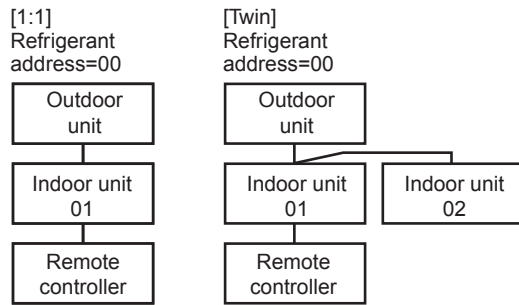 [1:1]
Refrigerant
address=00
Outdoor
unit
Indoor unit
01
Remote
controller
[Twin]
Refrigerant
address=00
Outdoor
unit
Indoor unit
01
Indoor unit
02
Remote
controller